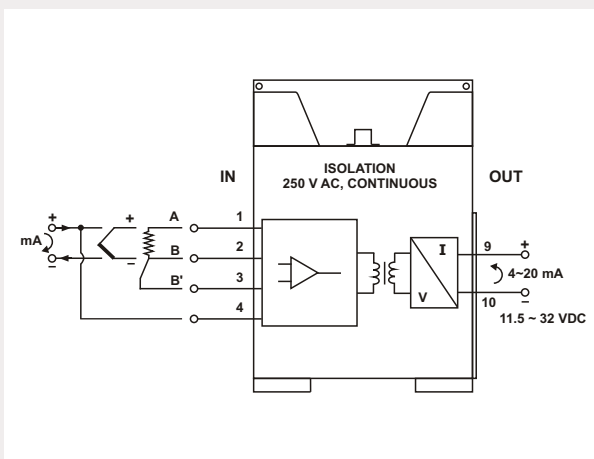 IN
ISOLATION
250 V AC, CONTINUOUS
OUT
+
mA
−
+
−
A
B
B'
1
2
3
4
I
V
9
10
+
4~20 mA
−
11.5 ~ 32 VDC